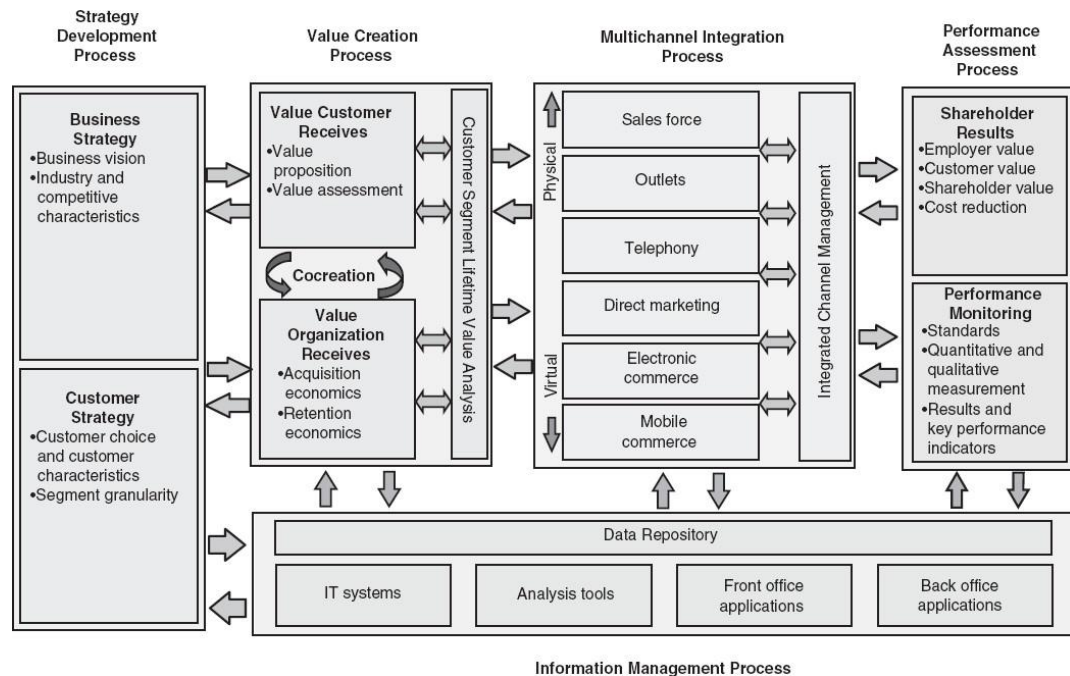 Strategy
Development
Process
Business
Strategy
•Business vision
•Industry and
competitive
characteristics
Customer
Strategy
•Customer choice
and customer
characteristics
•Segment granularity
Value Creation
Process
Value Customer
Receives
•Value
proposition
•Value assessment
Cocreation
Value
Organization
Receives
•Acquisition
economics
•Retention
economics
Customer Segment Lifetime Value Analysis
Multichannel Integration
Process
Physical
Virtual
Sales force
Outlets
Telephony
Direct marketing
Electronic
commerce
Mobile
commerce
Integrated Channel Management
Performance
Assessment
Process
Shareholder
Results
•Employer value
•Customer value
•Shareholder value
•Cost reduction
Performance
Monitoring
•Standards
•Quantitative and
qualitative
measurement
•Results and
key performance
indicators
Data Repository
IT systems
Analysis tools
Front office
applications
Back office
applications
Information Management Process